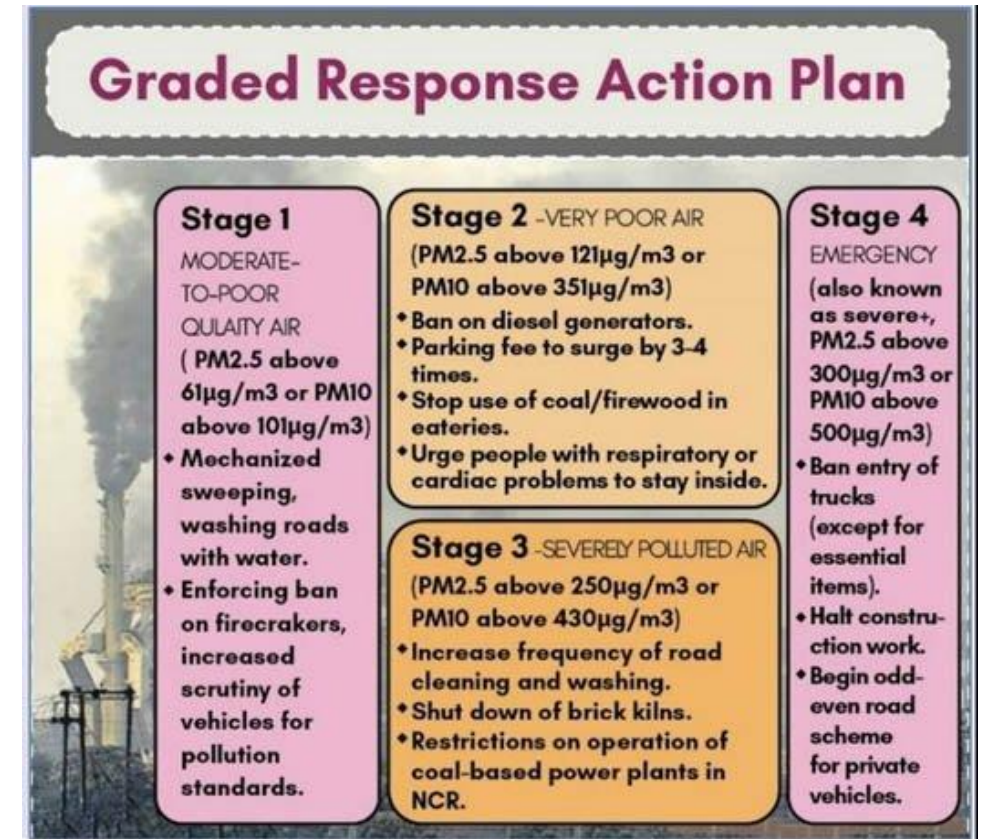 Graded Response Action Plan
Stage 1
MODERATE-
TO-POOR
QULAITY AIR
( PM2.5 above
61µg/m3 or PM10
above 101µg/m3)
◆ Mechanized
sweeping,
washing roads
with water.
◆ Enforcing ban
on firecrakers,
increased
scrutiny of
vehicles for
pollution
standards.
Stage 2 -VERY POOR AIR
(PM2.5 above 121µg/m3 or
PM10 above 351µg/m3)
◆Ban on diesel generators.
◆Parking fee to surge by 3-4
times.
◆Stop use of coal/firewood in
eateries.
◆Urge people with respiratory or
cardiac problems to stay inside.
Stage 3 -SEVERELY POLLUTED AIR
(PM2.5 above 250µg/m3 or
PM10 above 430µg/m3)
◆Increase frequency of road
cleaning and washing.
◆Shut down of brick kilns.
◆Restrictions on operation of
coal-based power plants in
NCR.
Stage 4
EMERGENCY
(also known
as severe+,
PM2.5 above
300µg/m3 or
PM10 above
500µg/m3)
◆Ban entry of
trucks
(except for
essential
items).
◆Halt constru-
ction work.
◆Begin odd-
even road
scheme
for private
vehicles.